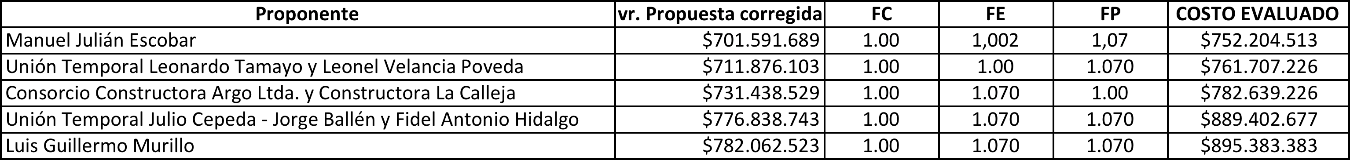 Proponente vr. Propuesta corregida FC FE FP COSTO EVALUADO
Manuel Julián Escobar $701.591.689 1.00 1,002 1,07 $752.204.513
Unión Temporal Leonardo Tamayo y Leonel Velancia Poveda $711.876.103 1.00 1.00 1.070 $761.707.226
Consorcio Constructora Argo Ltda. y Constructora La Calleja $731.438.529 1.00 1.070 1.00 $782.639.226
Unión Temporal Julio Cepeda - Jorge Ballén y Fidel Antonio Hidalgo $776.838.743 1.00 1.070 1.070 $889.402.677
Luis Guillermo Murillo $782.062.523 1.00 1.070 1.070 $895.383.383